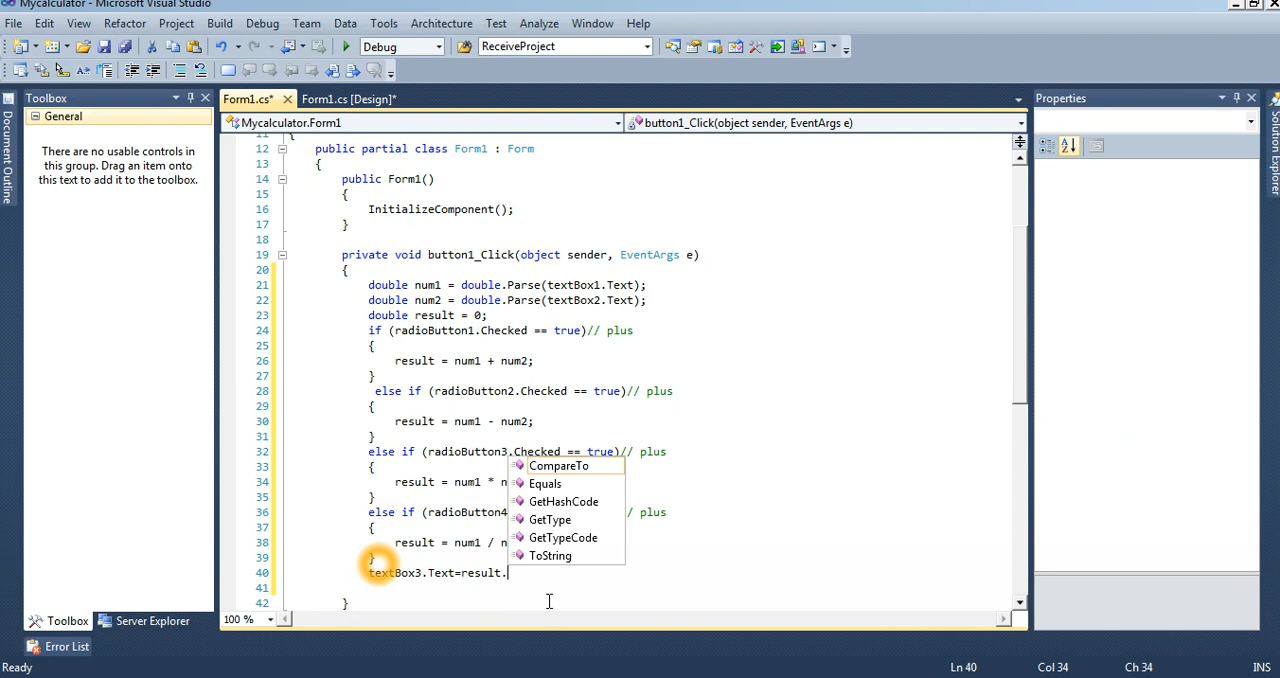 Mycalculator - Microsoft Visual Studio
File Edit View Refactor Project Build Debug Team Data Tools Architecture Test Analyze Window Help
Debug ReceiveProject
Toolbox
Form1.cs* Form1.cs [Design]*
Properties
General
Mycalculator.Form1 button1_Click(object sender, EventArgs e)
Document Outline
Solution Explorer
There are no usable controls in
this group. Drag an item onto
this text to add it to the toolbox.
11 {
12 public partial class Form1 : Form
13 {
14 public Form1()
15 {
16 InitializeComponent();
17 }
18
19 private void button1_Click(object sender, EventArgs e)
20 {
21 double num1 = double.Parse(textBox1.Text);
22 double num2 = double.Parse(textBox2.Text);
23 double result = 0;
24 if (radioButton1.Checked == true)// plus
25 {
26 result = num1 + num2;
27 }
28 else if (radioButton2.Checked == true)// plus
29 {
30 result = num1 - num2;
31 }
32 else if (radioButton3.Checked == true)// plus
33 {
34 result = num1 * n
35 }
36 else if (radioButton4 / plus
37 {
38 result = num1 / n
39 }
40 textBox3.Text=result.
41
42 }
CompareTo
Equals
GetHashCode
GetType
GetTypeCode
ToString
100 %
Toolbox Server Explorer
Error List
Ready Ln 40 Col 34 Ch 34 INS